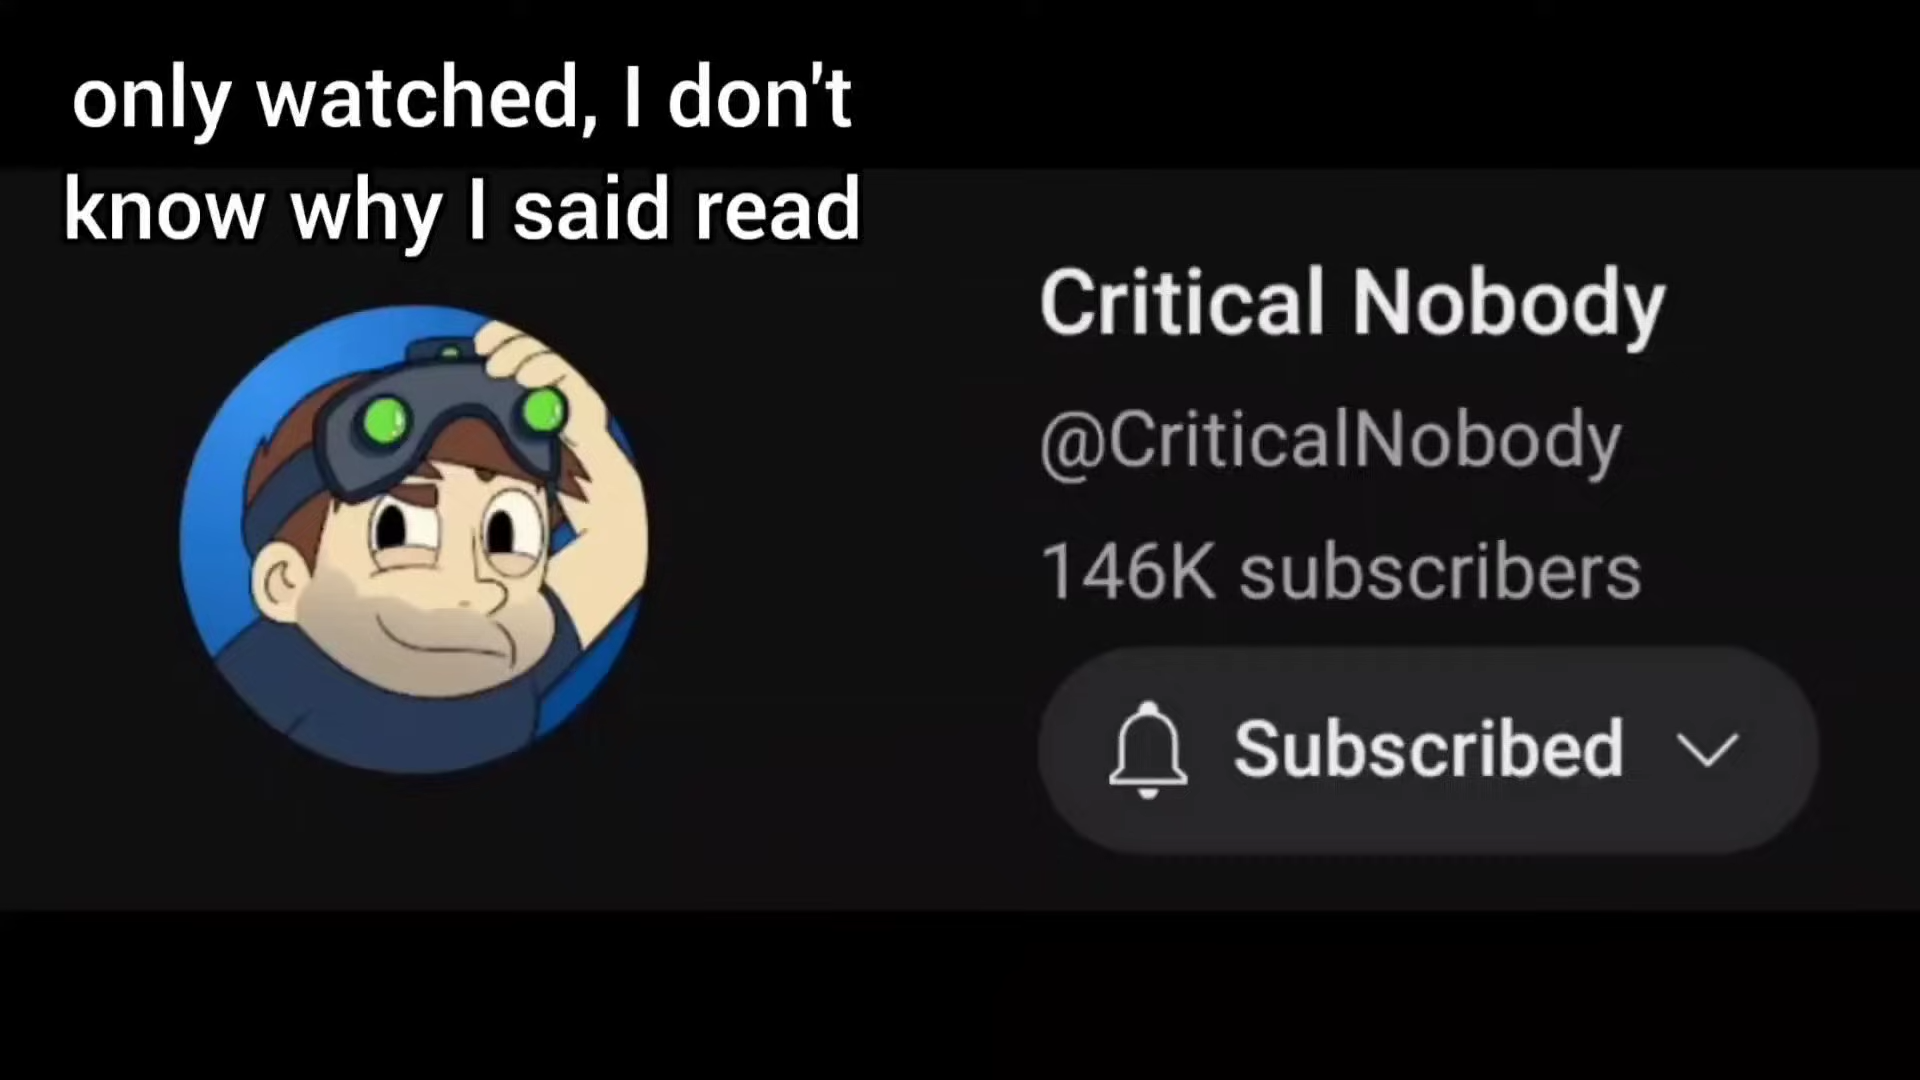 only watched, I don't
know why I said read
Critical Nobody
@CriticalNobody
146K subscribers
Subscribed